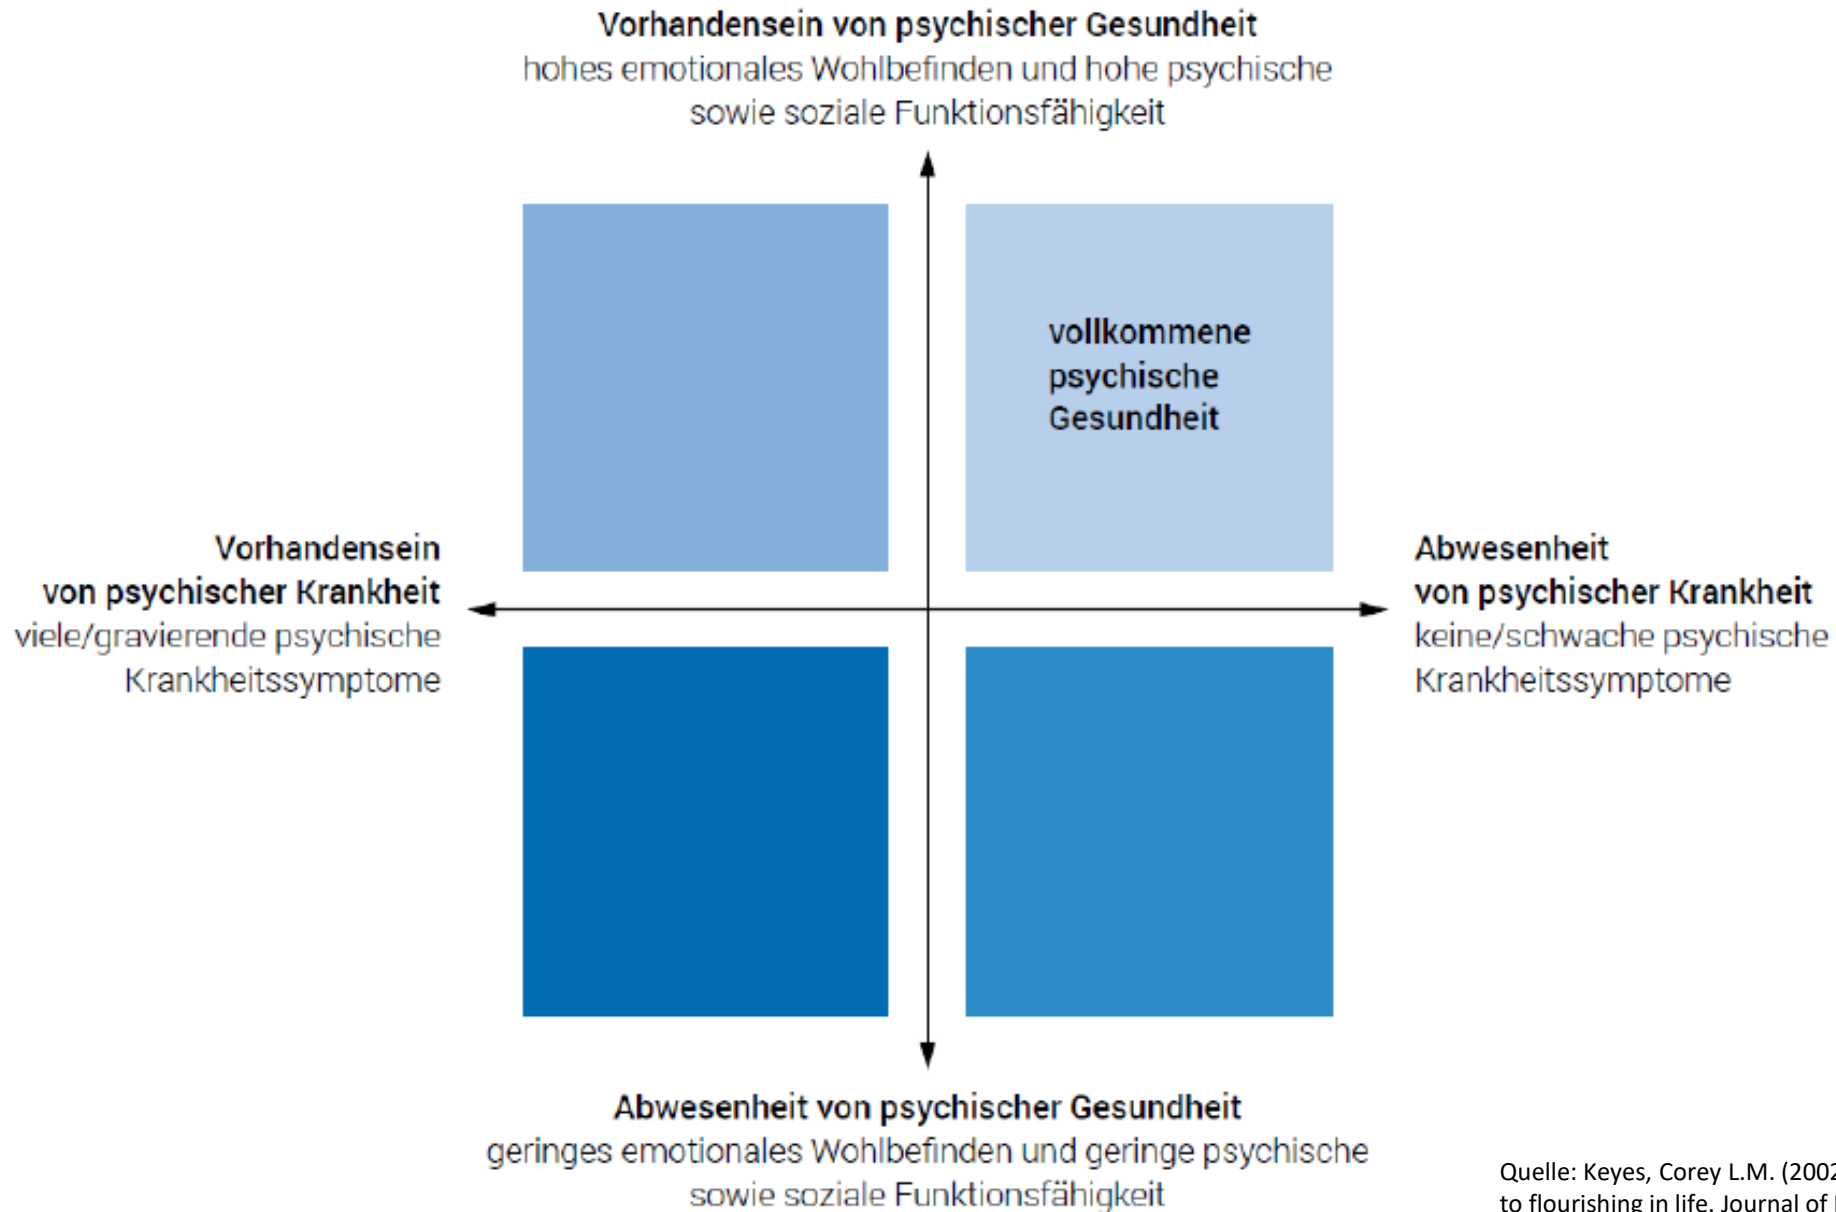 Vorhandensein von psychischer Gesundheit
hohes emotionales Wohlbefinden und hohe psychische
sowie soziale Funktionsfähigkeit
vollkommene
psychische
Gesundheit
Vorhandensein
von psychischer Krankheit
viele/gravierende psychische
Krankheitssymptome
Abwesenheit
von psychischer Krankheit
keine/schwache psychische
Krankheitssymptome
Abwesenheit von psychischer Gesundheit
geringes emotionales Wohlbefinden und geringe psychische
sowie soziale Funktionsfähigkeit
Quelle: Keyes, Corey L.M. (2002
to flourishing in life. Journal of